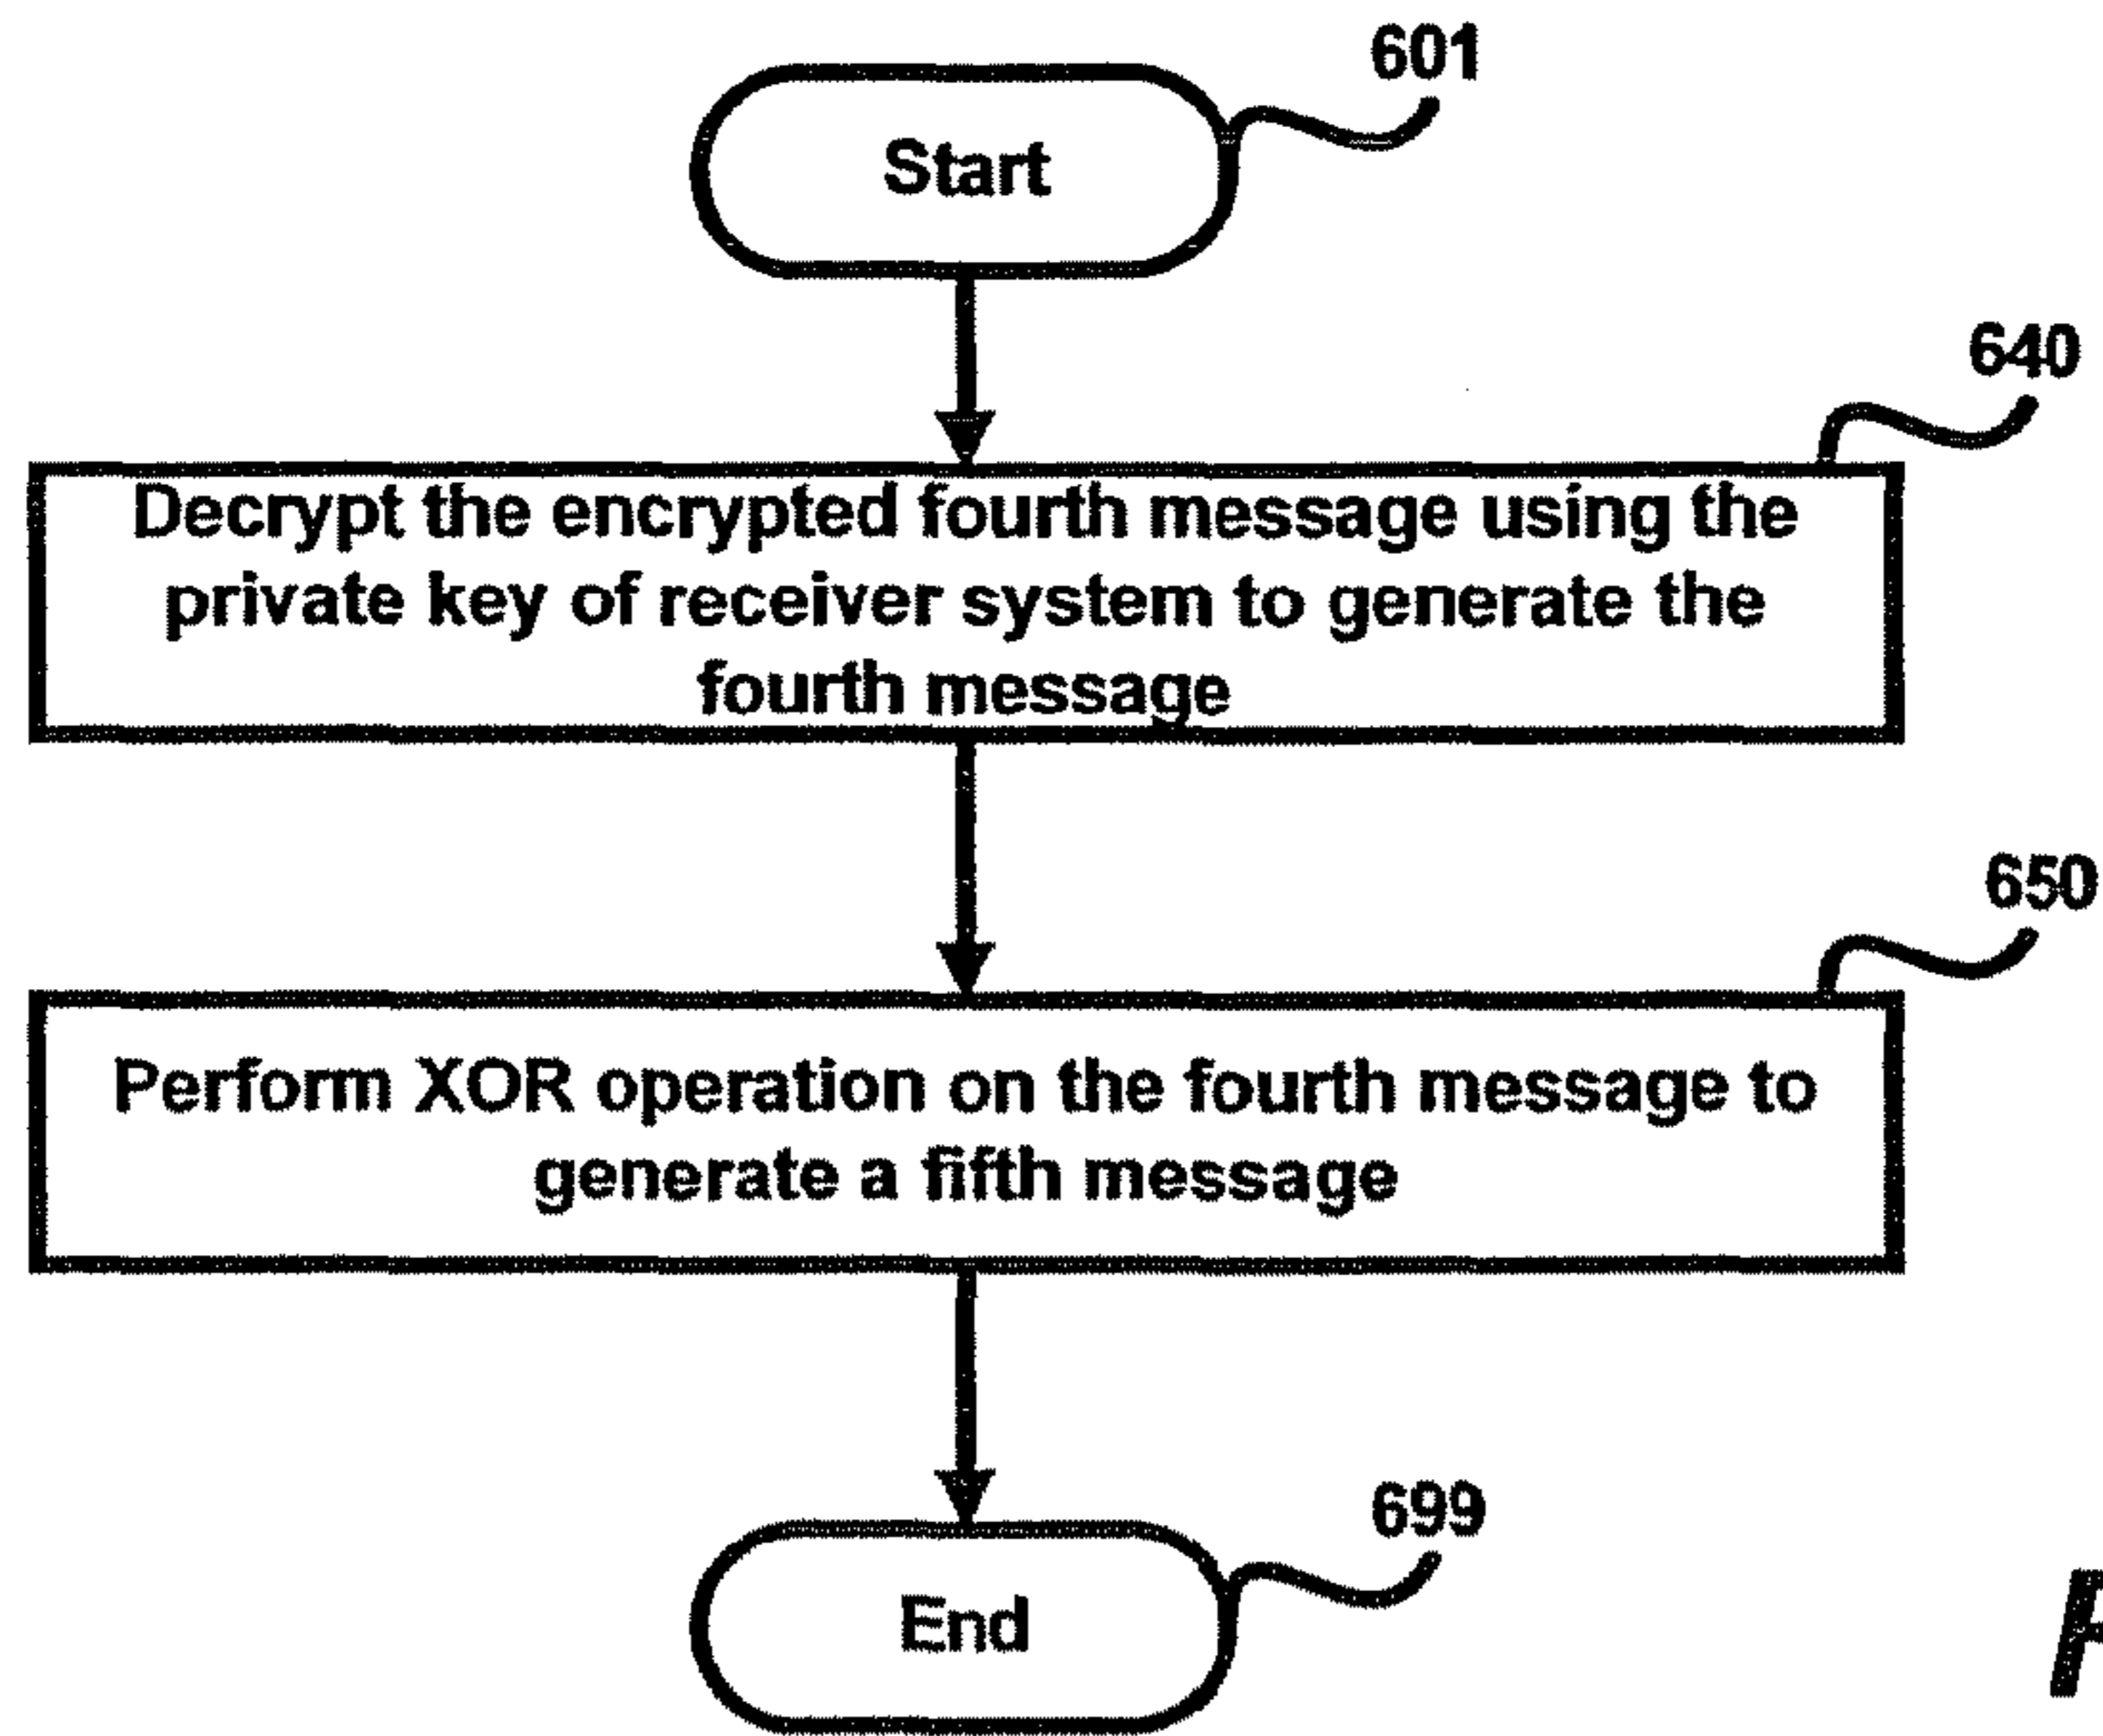 601
Start
640
Decrypt the encrypted fourth message using the
private key of receiver system to generate the
fourth message
650
Perform XOR operation on the fourth message to
generate a fifth message
699
End